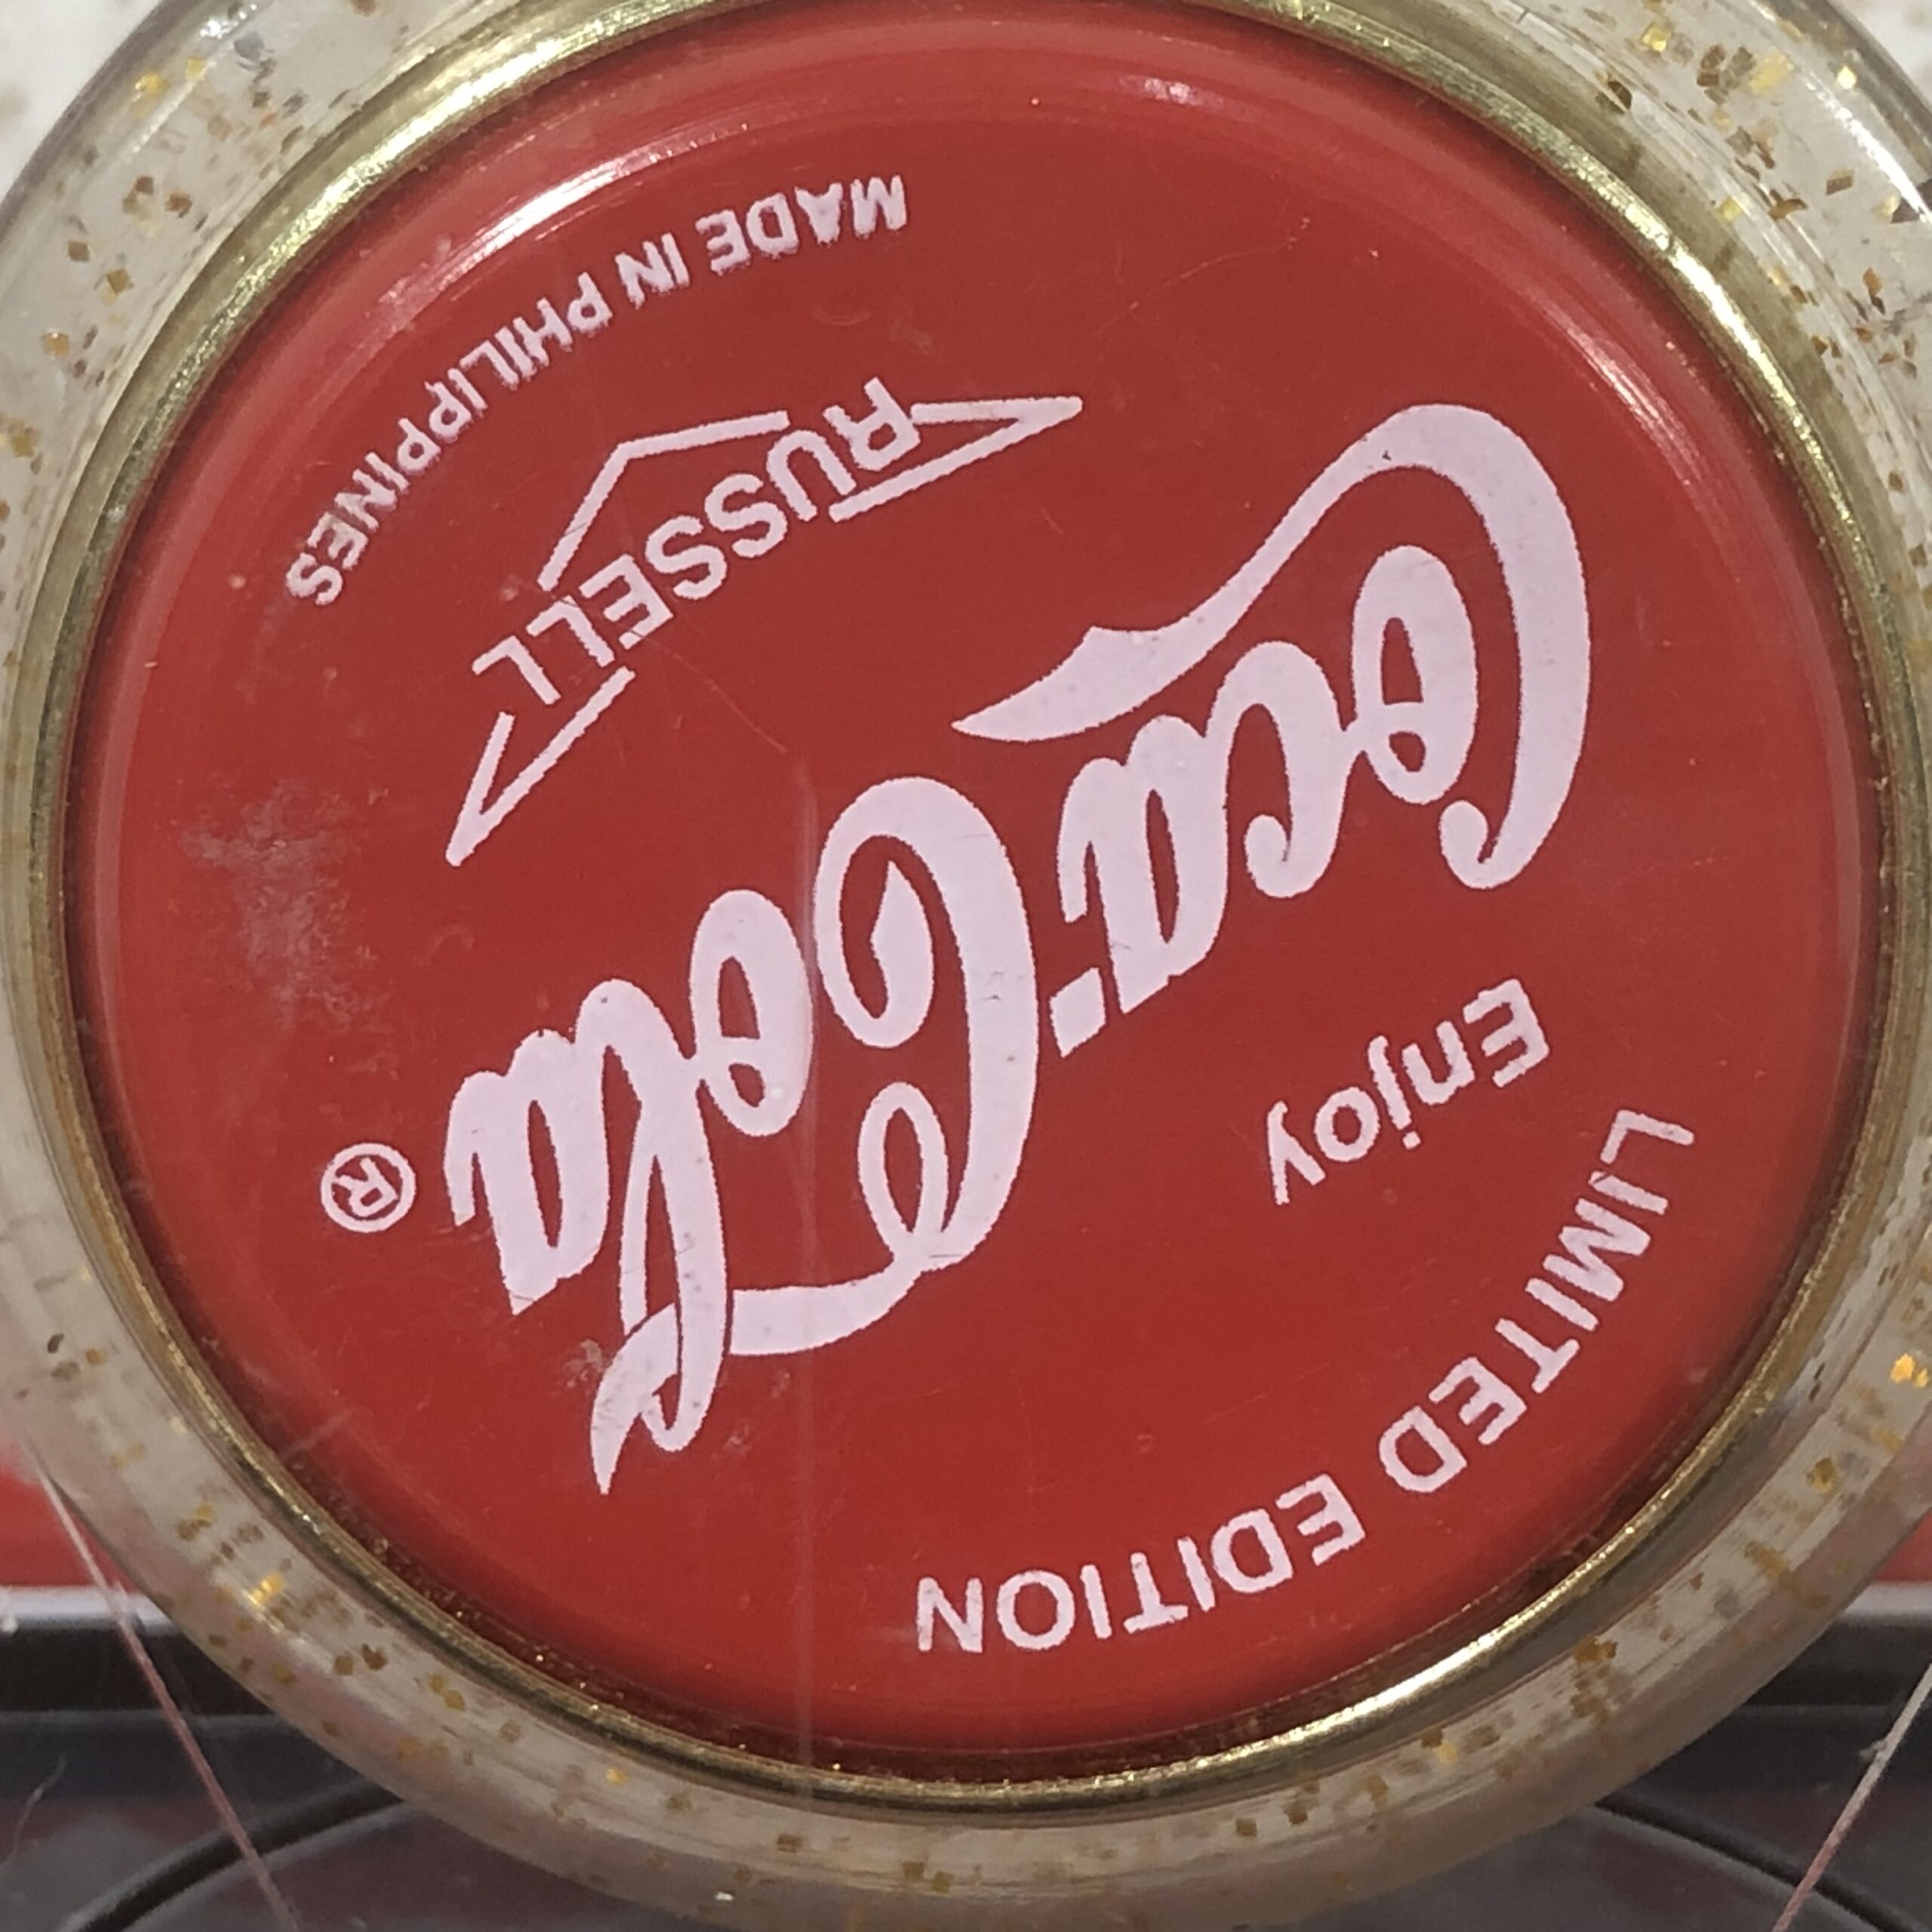 LIMITED EDITION
Enjoy
Coca-Cola ®
RUSSELL
MADE IN PHILIPPINES